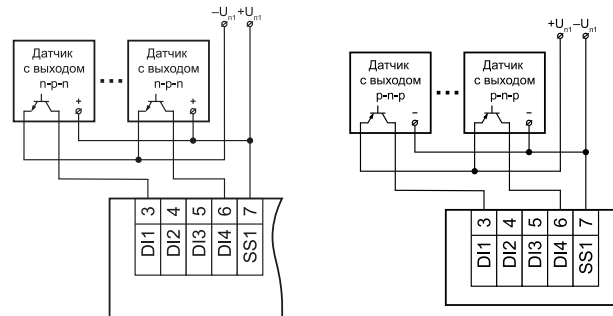 –Uп1 +Uп1
Датчик
с выходом
n-p-n
+
...
Датчик
с выходом
n-p-n
+
3 4 5 6 7
DI1 DI2 DI3 DI4 SS1
+Uп1 –Uп1
Датчик
с выходом
p-n-p
–
...
Датчик
с выходом
p-n-p
–
3 4 5 6 7
DI1 DI2 DI3 DI4 SS1